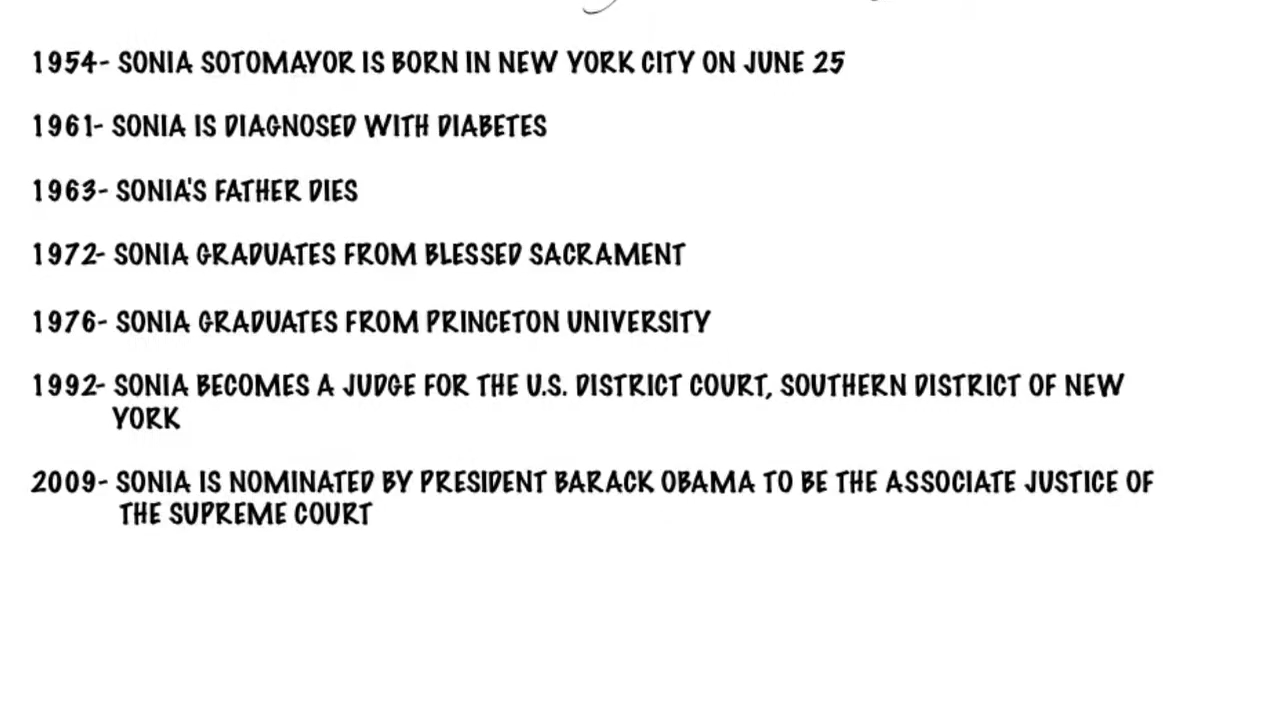 1954- SONIA SOTOMAYOR IS BORN IN NEW YORK CITY ON JUNE 25
1961- SONIA IS DIAGNOSED WITH DIABETES
1963- SONIA'S FATHER DIES
1972- SONIA GRADUATES FROM BLESSED SACRAMENT
1976- SONIA GRADUATES FROM PRINCETON UNIVERSITY
1992- SONIA BECOMES A JUDGE FOR THE U.S. DISTRICT COURT, SOUTHERN DISTRICT OF NEW
YORK
2009- SONIA IS NOMINATED BY PRESIDENT BARACK OBAMA TO BE THE ASSOCIATE JUSTICE OF
THE SUPREME COURT